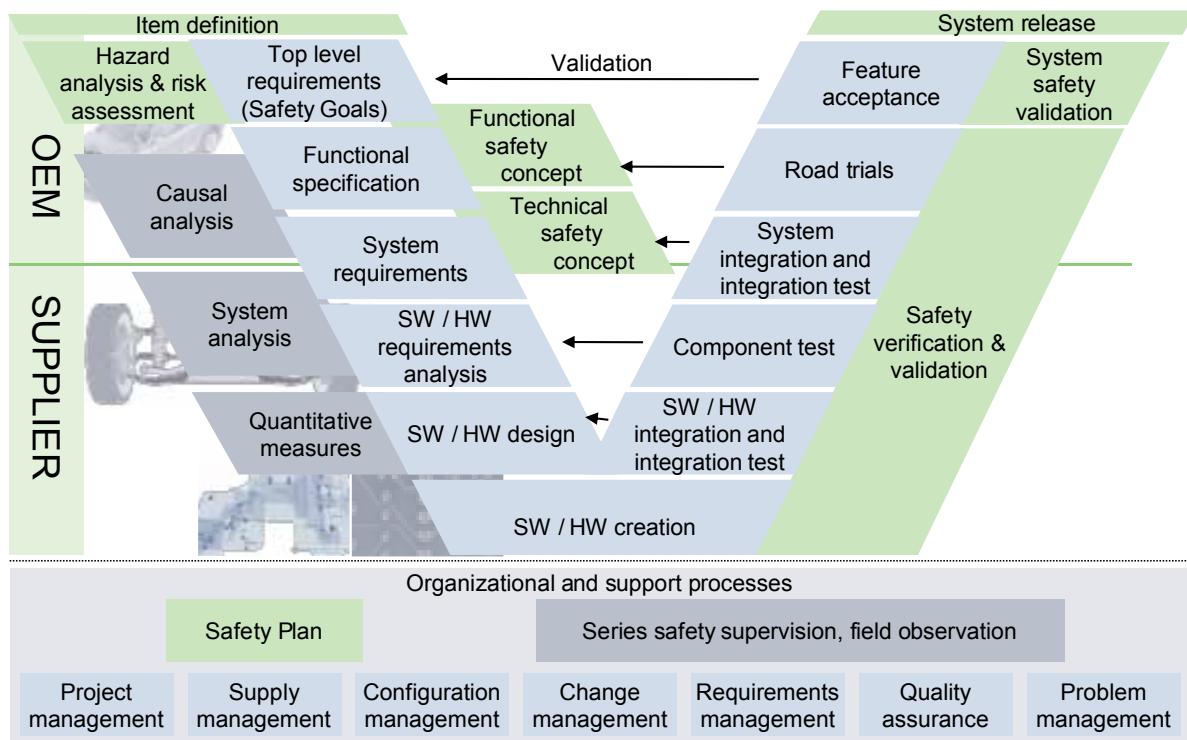 Item definition
System release
Hazard
analysis & risk
assessment
Top level
requirements
(Safety Goals)
Validation
Feature
acceptance
System
safety
validation
OEM
Functional
safety
concept
Functional
specification
Road trials
Causal
analysis
Technical
safety
concept
System
requirements
System
integration and
integration test
SUPPLIER
System
analysis
SW / HW
requirements
analysis
Component test
Safety
verification &
validation
Quantitative
measures
SW / HW design
SW / HW
integration and
integration test
SW / HW creation
Organizational and support processes
Safety Plan
Series safety supervision, field observation
Project
management
Supply
management
Configuration
management
Change
management
Requirements
management
Quality
assurance
Problem
management